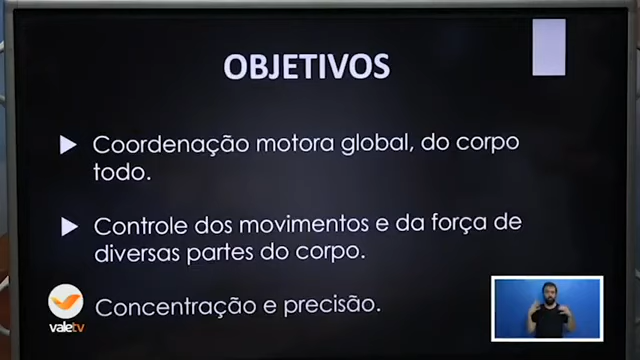 OBJETIVOS
Coordenação motora global, do corpo
todo.
Controle dos movimentos e da força de
diversas partes do corpo.
Concentração e precisão.
valetv